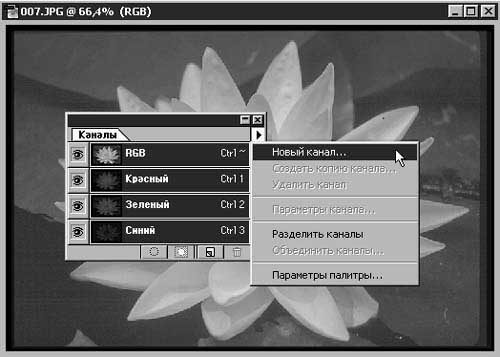 007.JPG @ 66,4% (RGB)
Каналы
RGB Ctrl ~
Красный Ctrl 1
Зеленый Ctrl 2
Синий Ctrl 3
Новый канал...
Создать копию канала...
Удалить канал
Параметры канала...
Разделить каналы
Объединить каналы...
Параметры палитры...